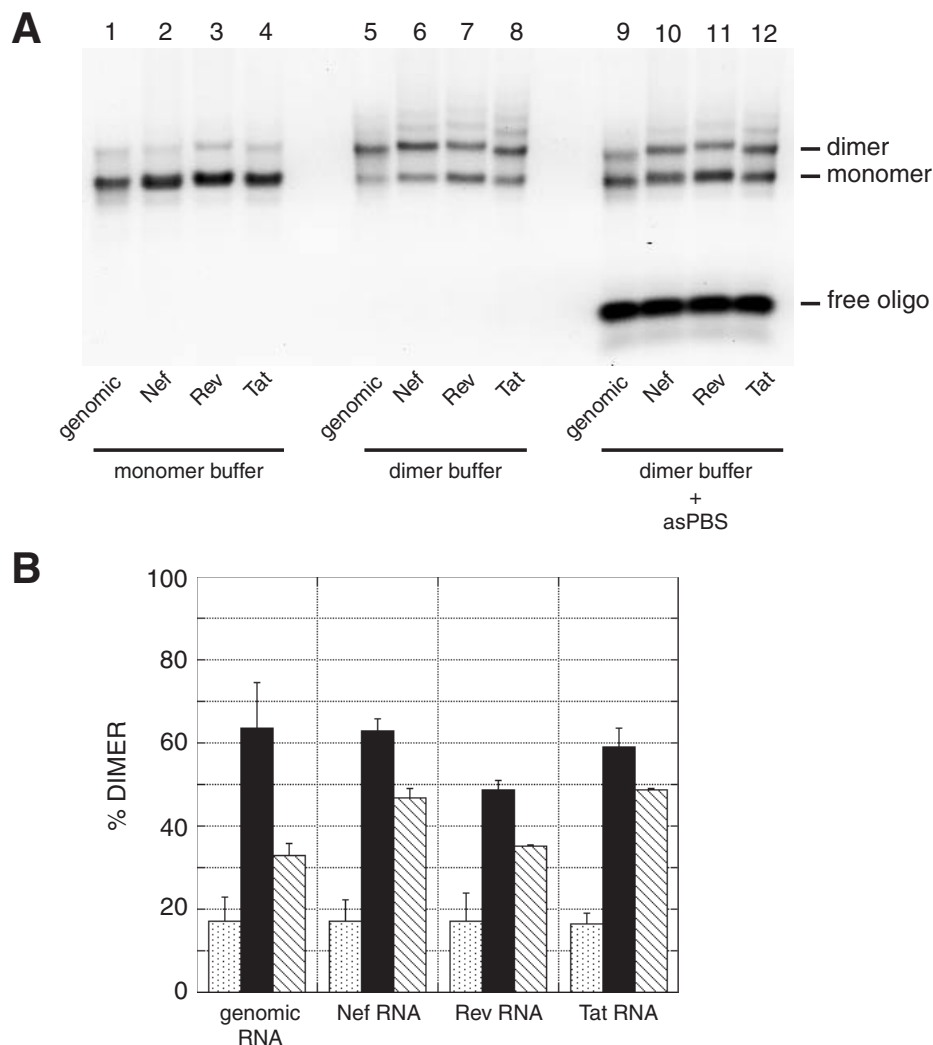 A
1 2 3 4 5 6 7 8 9 10 11 12
dimer
monomer
free oligo
genomic Nef Rev Tat genomic Nef Rev Tat genomic Nef Rev Tat
monomer buffer dimer buffer dimer buffer
+
asPBS
B
100
80
60
40
20
0
% DIMER
genomic Nef RNA Rev RNA Tat RNA
RNA